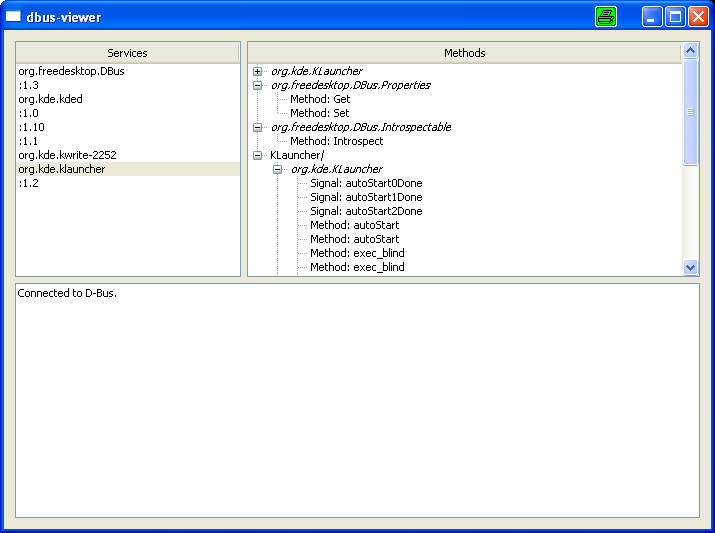 dbus-viewer
Services
org.freedesktop.DBus
:1.3
org.kde.kded
:1.0
:1.10
:1.1
org.kde.kwrite-2252
org.kde.klauncher
:1.2
Methods
org.kde.KLauncher
org.freedesktop.DBus.Properties
Method: Get
Method: Set
org.freedesktop.DBus.Introspectable
Method: Introspect
KLauncher/
org.kde.KLauncher
Signal: autoStart0Done
Signal: autoStart1Done
Signal: autoStart2Done
Method: autoStart
Method: autoStart
Method: exec_blind
Method: exec_blind
Connected to D-Bus.